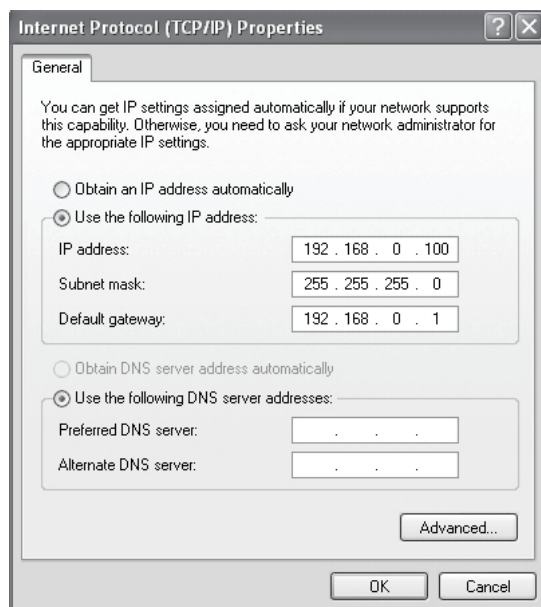 Internet Protocol (TCP/IP) Properties
General
You can get IP settings assigned automatically if your network supports
this capability. Otherwise, you need to ask your network administrator for
the appropriate IP settings.
Obtain an IP address automatically
Use the following IP address:
IP address: 192 . 168 . 0 . 100
Subnet mask: 255 . 255 . 255 . 0
Default gateway: 192 . 168 . 0 . 1
Obtain DNS server address automatically
Use the following DNS server addresses:
Preferred DNS server: . . .
Alternate DNS server: . . .
Advanced...
OK Cancel